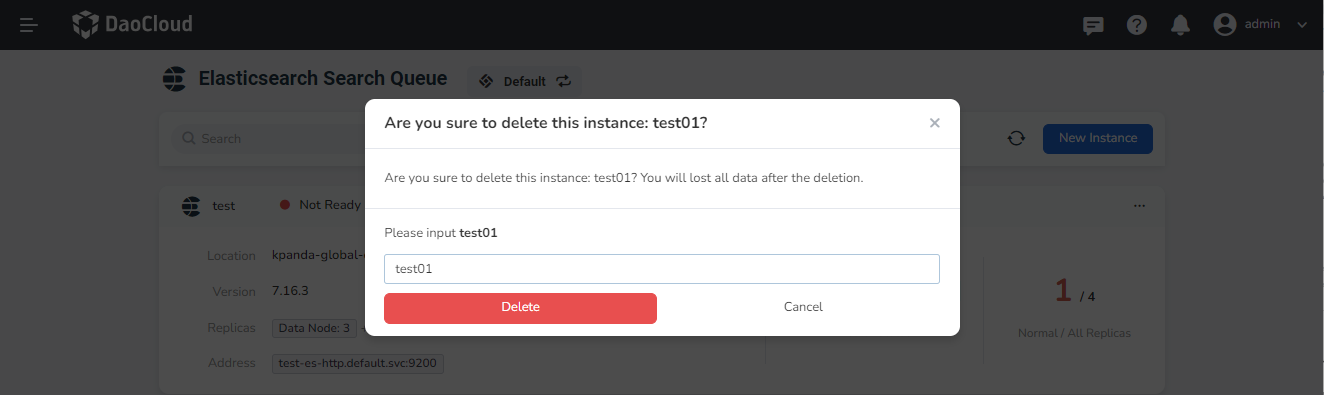 DaoCloud
admin
Elasticsearch Search Queue
Default
Are you sure to delete this instance: test01?
Search
New Instance
Are you sure to delete this instance: test01? You will lost all data after the deletion.
test
Not Ready
Please input test01
Location
kpanda-global-
test01
Version
7.16.3
1 / 4
Delete
Cancel
Replicas
Data Node: 3
Normal / All Replicas
Address
test-es-http.default.svc:9200